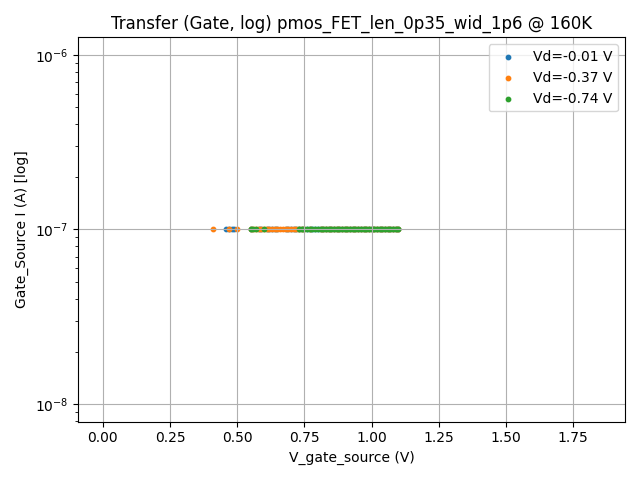 Transfer (Gate, log) pmos_FET_len_0p35_wid_1p6 @ 160K
Vd=-0.01 V
Vd=-0.37 V
Vd=-0.74 V
Gate_Source I (A) [log]
10⁻⁶
10⁻⁷
10⁻⁸
0.00 0.25 0.50 0.75 1.00 1.25 1.50 1.75
V_gate_source (V)